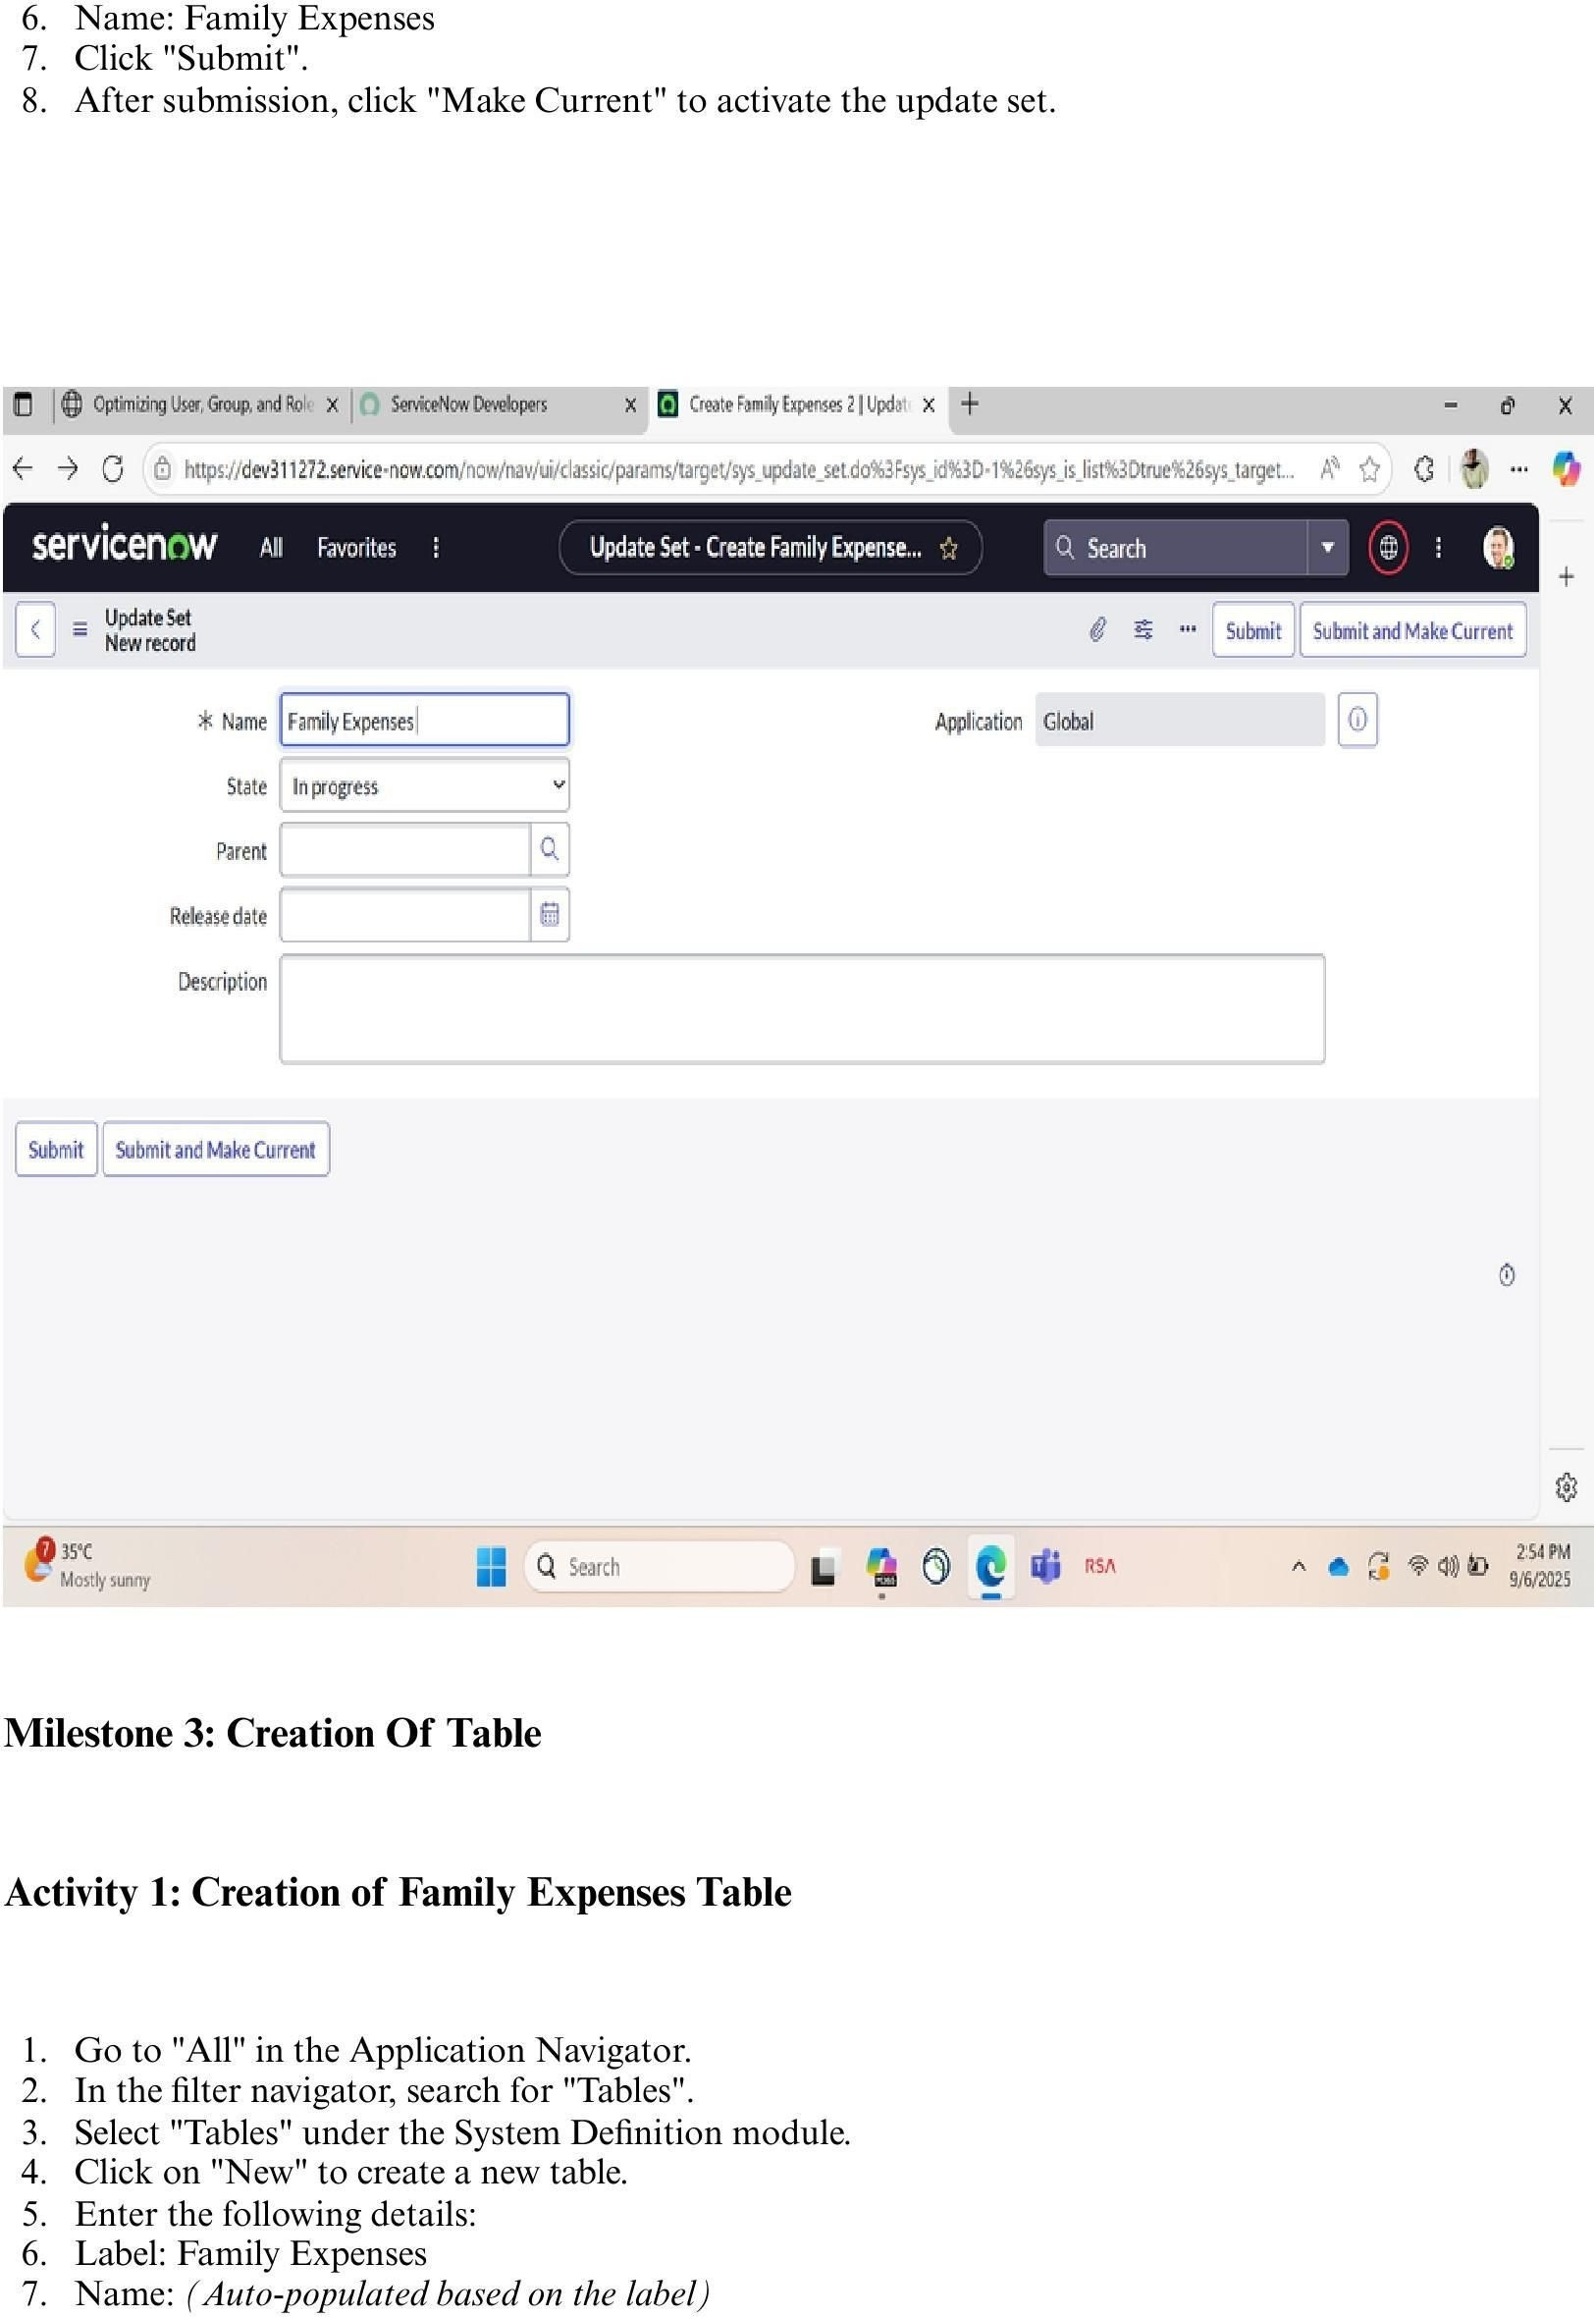 6. Name: Family Expenses
7. Click "Submit".
8. After submission, click "Make Current" to activate the update set.
Optimizing User, Group, and Role X ServiceNow Developers X Create Family Expenses 2 | Updat X
https://dev311272.service-now.com/now/nav/ui/classic/params/target/sys_update_set.do%3Fsys_id%3D-1%26sys_is_list%3Dtrue%26sys_target...
servicenow All Favorites Update Set - Create Family Expense... Search
Update Set
New record
Submit Submit and Make Current
* Name Family Expenses Application Global
State In progress
Parent
Release date
Description
Submit Submit and Make Current
7 35°C
Mostly sunny
Search
RSA
2:54 PM
9/6/2025
Milestone 3: Creation Of Table
Activity 1: Creation of Family Expenses Table
1. Go to "All" in the Application Navigator.
2. In the filter navigator, search for "Tables".
3. Select "Tables" under the System Definition module.
4. Click on "New" to create a new table.
5. Enter the following details:
6. Label: Family Expenses
7. Name: (Auto-populated based on the label)